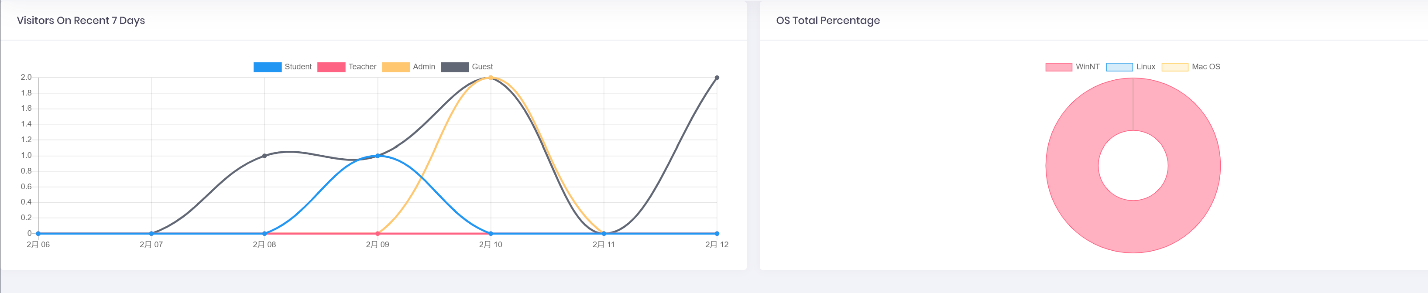 Visitors On Recent 7 Days
Student Teacher Admin Guest
2.0
1.8
1.6
1.4
1.2
1.0
0.8
0.6
0.4
0.2
0
2月 06 2月 07 2月 08 2月 09 2月 10 2月 11 2月 12
OS Total Percentage
WinNT Linux Mac OS